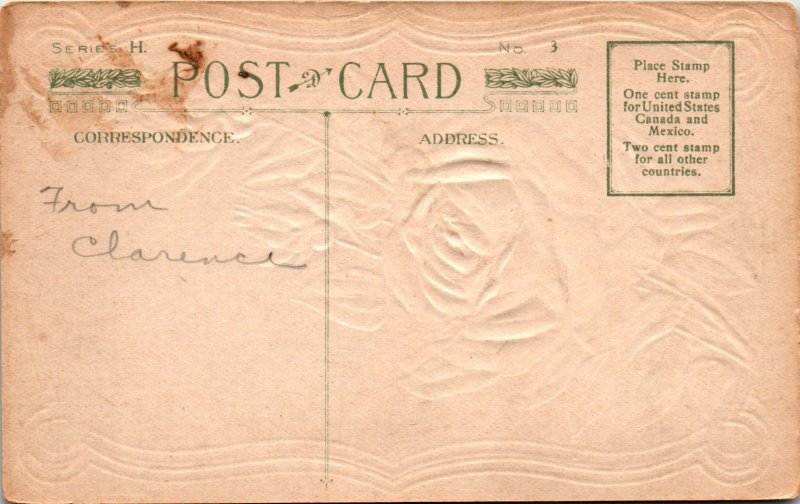 SERIES H.
No. 3
POST CARD
CORRESPONDENCE.
ADDRESS.
Place Stamp
Here.
One cent stamp
for United States
Canada and
Mexico.
Two cent stamp
for all other
countries.
From
Clarence